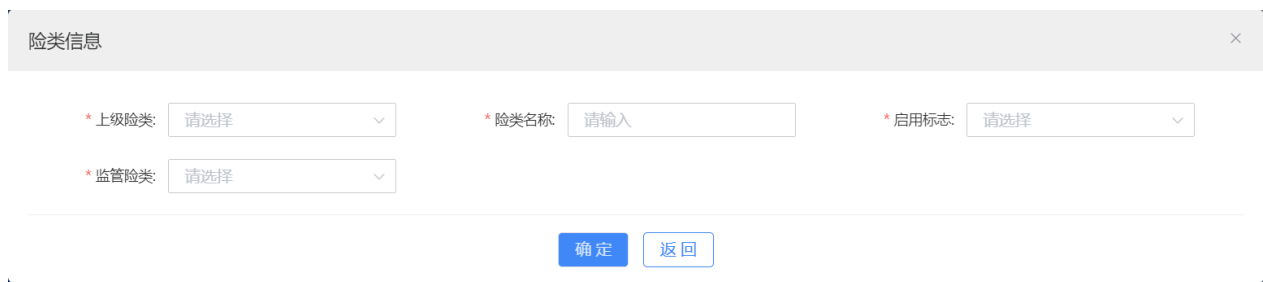 险类信息
* 上级险类: 请选择 * 险类名称: 请输入 * 启用标志: 请选择
* 监管险类: 请选择
确定 返回